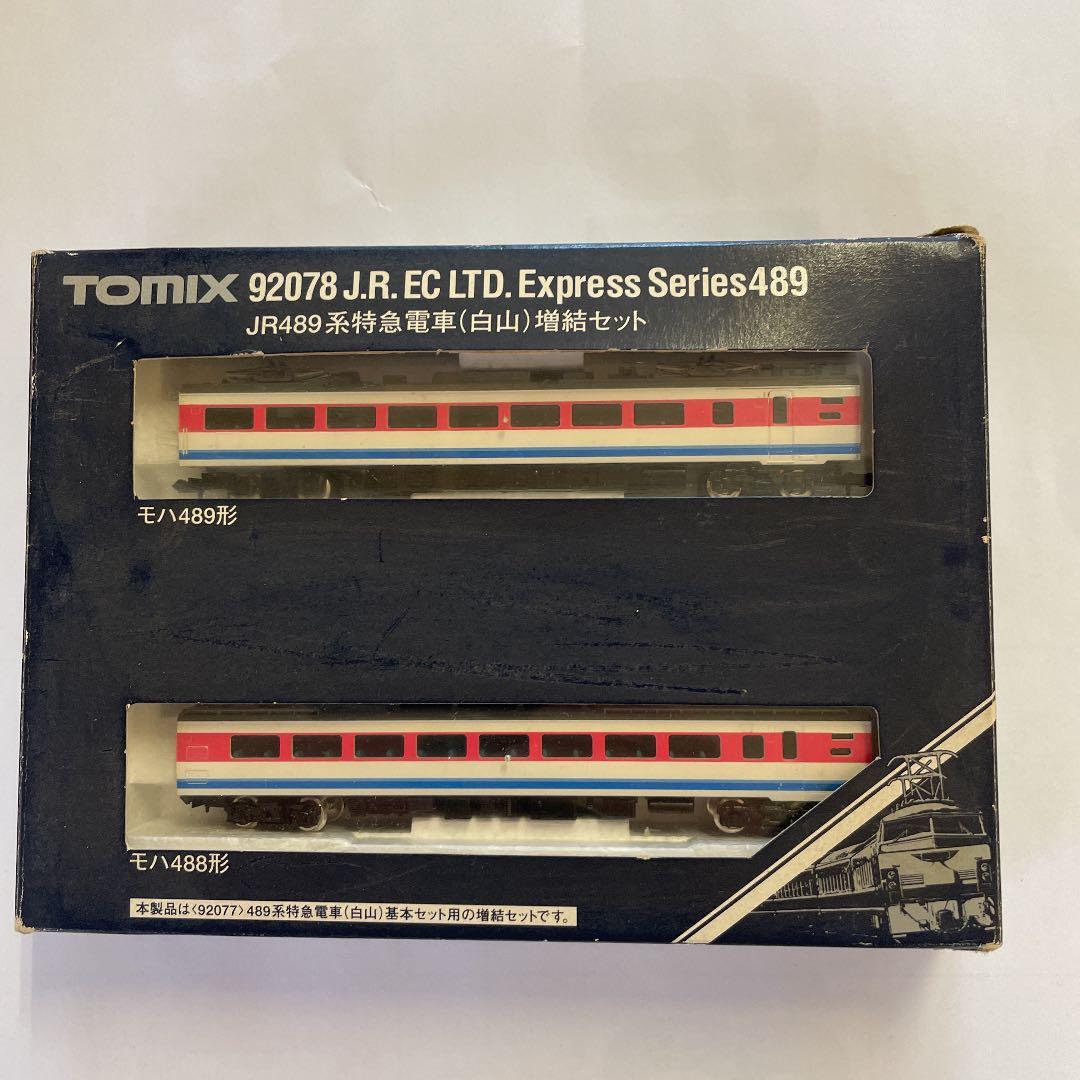 TOMIX 92078 J.R. EC LTD. Express Series489
JR489系特急電車(白山)増結セット
モハ489形
モハ488形
本製品は〈92077〉489系特急電車(白山)基本セット用の増結セットです。